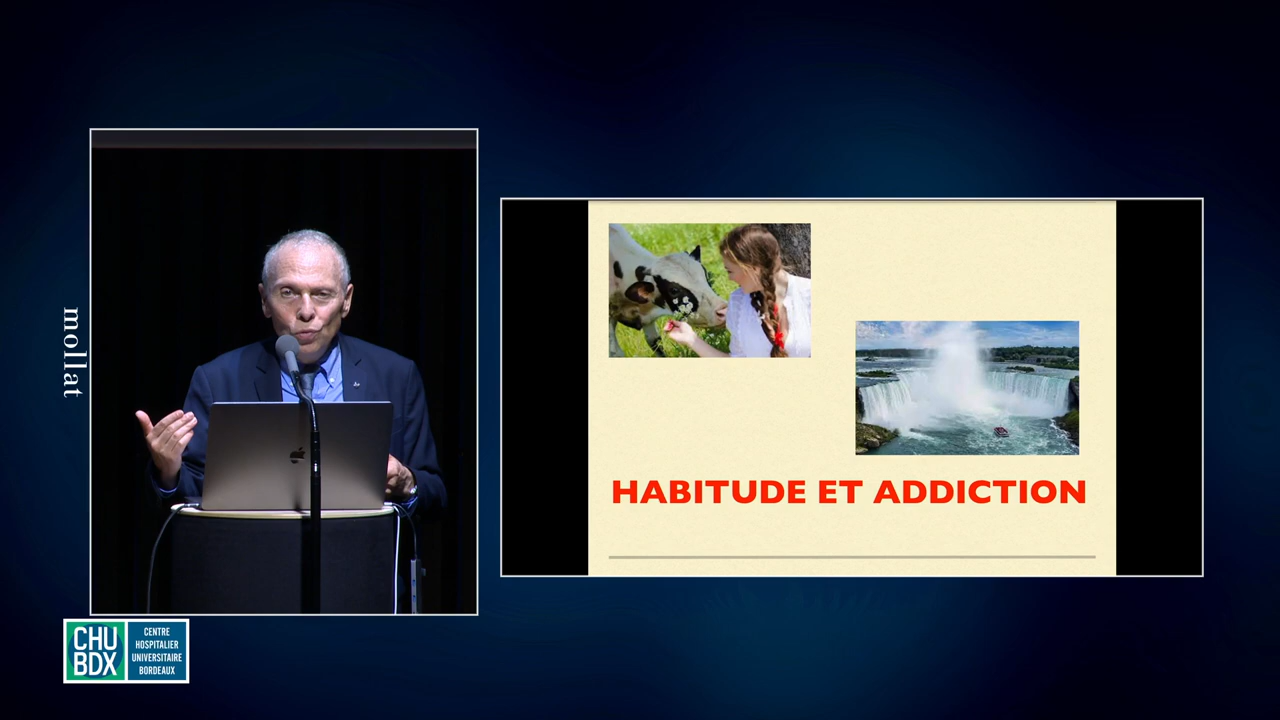 mollat
HABITUDE ET ADDICTION
CHU
BDX
CENTRE
HOSPITALIER
UNIVERSITAIRE
BORDEAUX